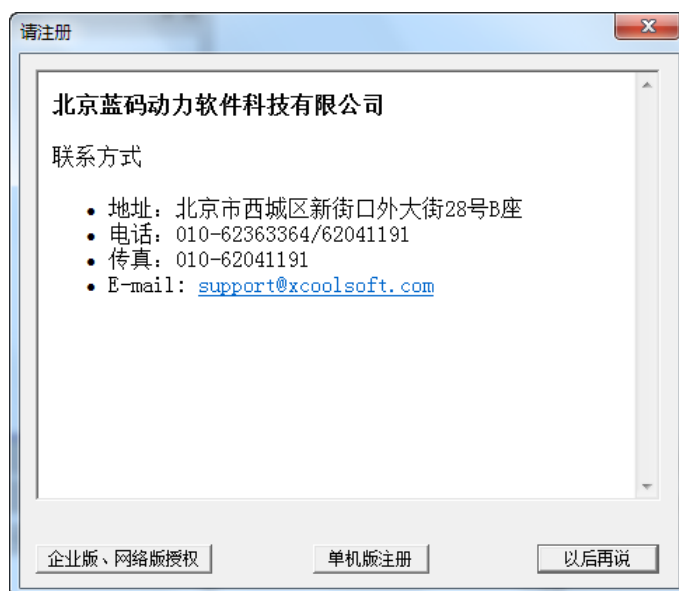 请注册
北京蓝码动力软件科技有限公司
联系方式
地址：北京市西城区新街口外大街28号B座
电话：010-62363364/62041191
传真：010-62041191
E-mail: support@xcoolsoft.com
企业版、网络版授权 单机版注册 以后再说